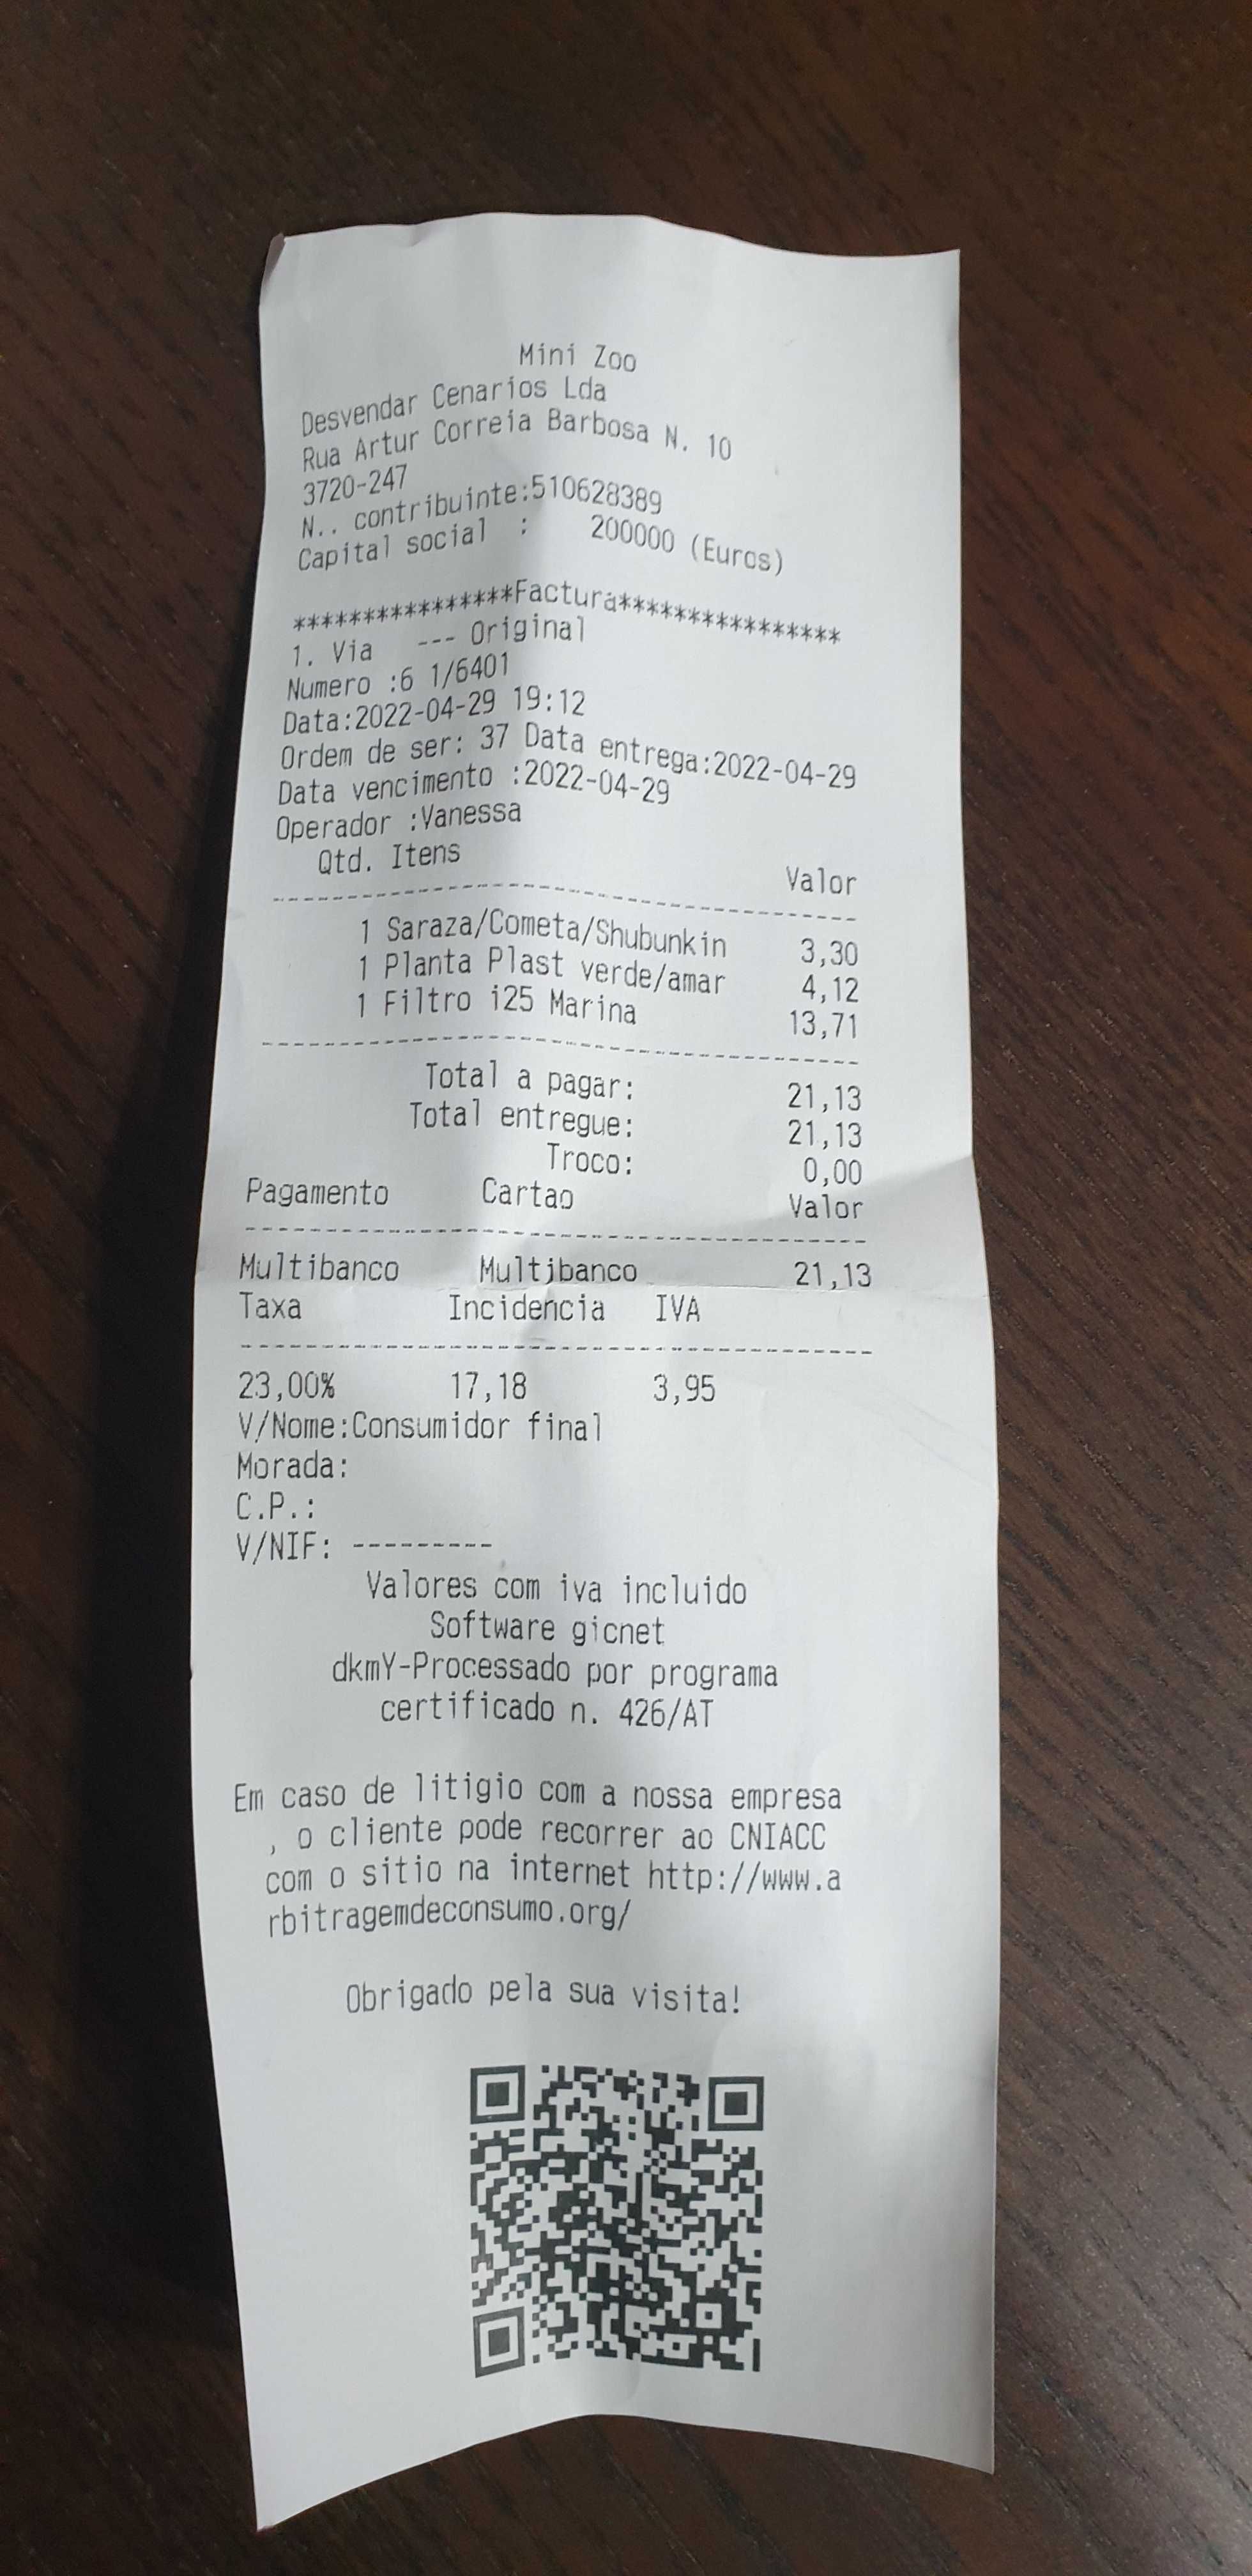 Mini Zoo
Desvendar Cenarios Lda
Rua Artur Correia Barbosa N. 10
3720-247
N.. contribuinte:510628389
Capital social : 200000 (Euros)
****************Factura****************
1. Via --- Original
Numero :6 1/6401
Data:2022-04-29 19:12
Ordem de ser: 37 Data entrega:2022-04-29
Data vencimento :2022-04-29
Operador :Vanessa
Qtd. Itens Valor
1 Saraza/Cometa/Shubunkin 3,30
1 Planta Plast verde/amar 4,12
1 Filtro i25 Marina 13,71
Total a pagar: 21,13
Total entregue: 21,13
Troco: 0,00
Pagamento Cartao Valor
Multibanco Multibanco 21,13
Taxa Incidencia IVA
23,00% 17,18 3,95
V/Nome:Consumidor final
Morada:
C.P.:
V/NIF: ---------
Valores com iva incluido
Software gicnet
dkmY-Processado por programa
certificado n. 426/AT
Em caso de litigio com a nossa empresa
, o cliente pode recorrer ao CNIACC
com o sitio na internet http://www.a
rbitragemdeconsumo.org/
Obrigado pela sua visita!